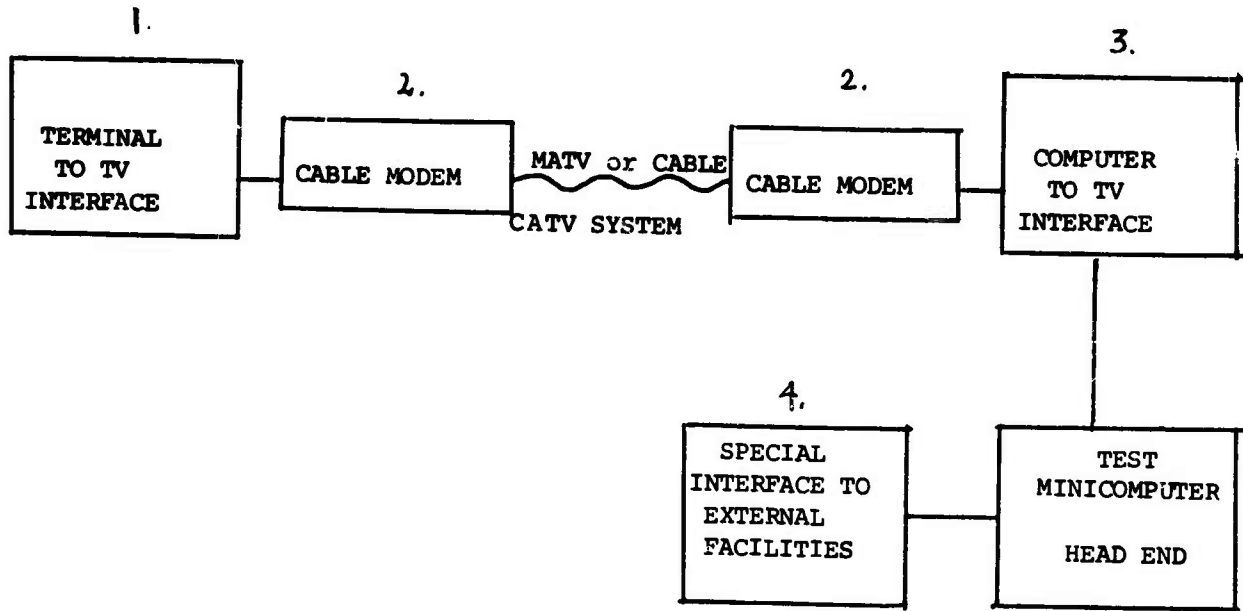 1.
TERMINAL
TO TV
INTERFACE
2.
CABLE MODEM
MATV or CABLE
CATV SYSTEM
2.
CABLE MODEM
3.
COMPUTER
TO TV
INTERFACE
4.
SPECIAL
INTERFACE TO
EXTERNAL
FACILITIES
TEST
MINICOMPUTER
HEAD END